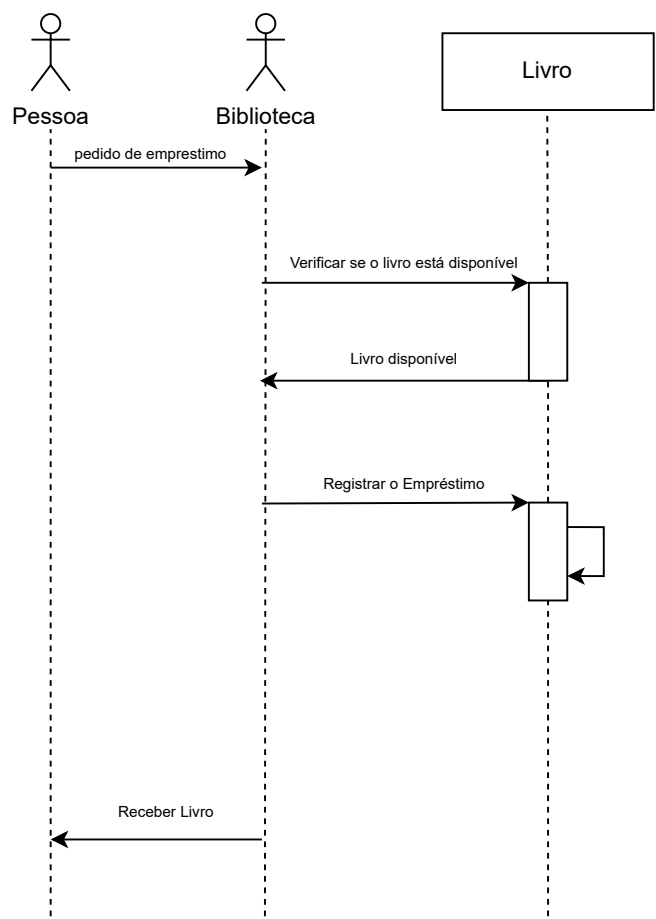 Pessoa
Biblioteca
Livro
pedido de emprestimo
Verificar se o livro está disponível
Livro disponível
Registrar o Empréstimo
Receber Livro